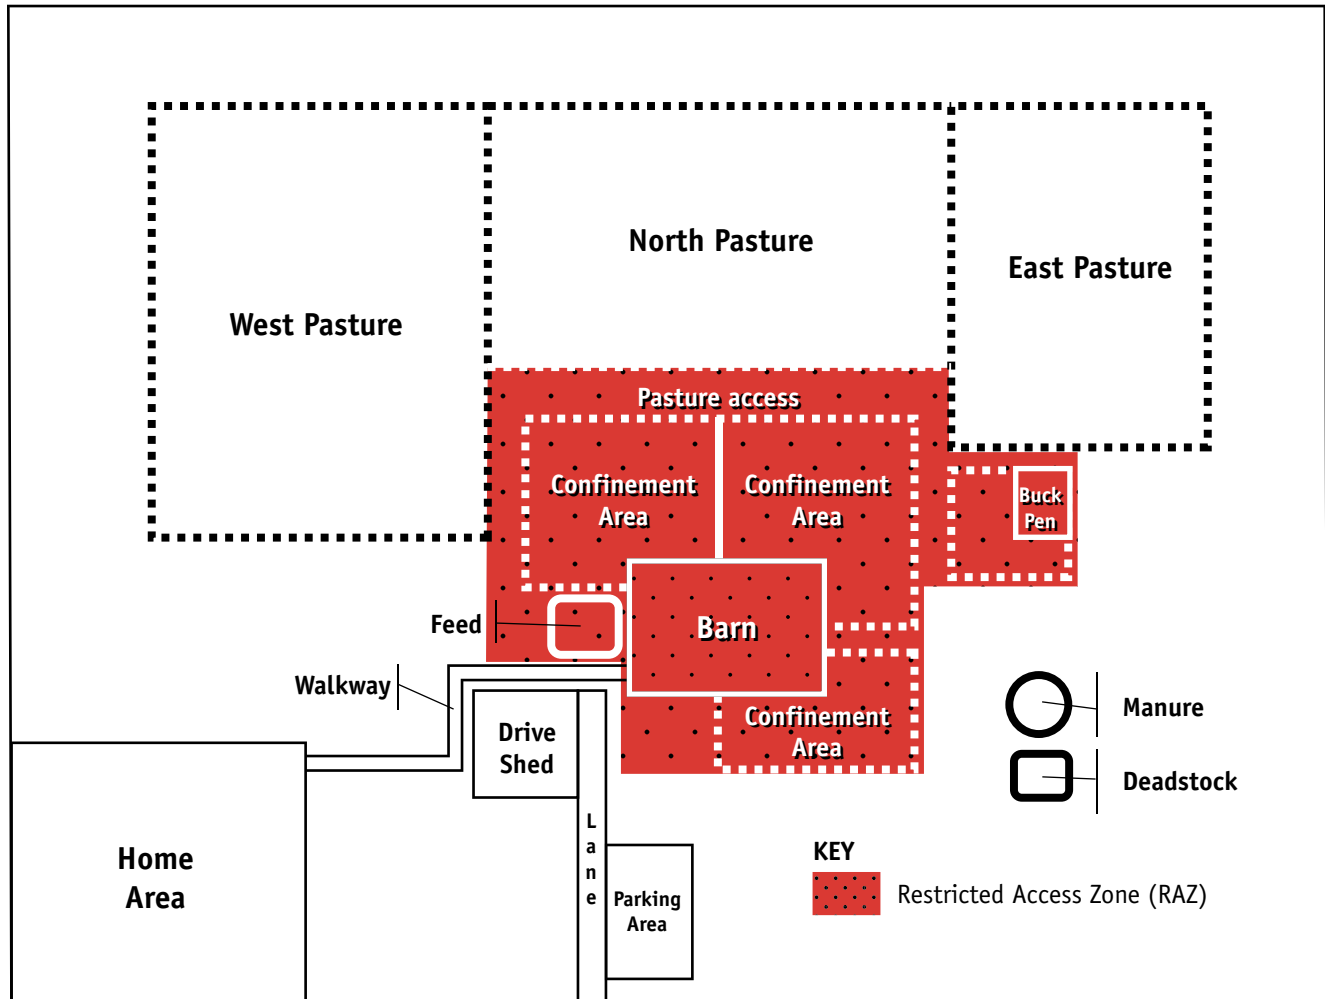 North Pasture
East Pasture
West Pasture
Pasture access
Confinement
Area
Confinement
Area
Buck
Pen
Feed
Barn
Walkway
Drive
Shed
Confinement
Area
Manure
Deadstock
Lane
Home
Area
Parking
Area
KEY
Restricted Access Zone (RAZ)